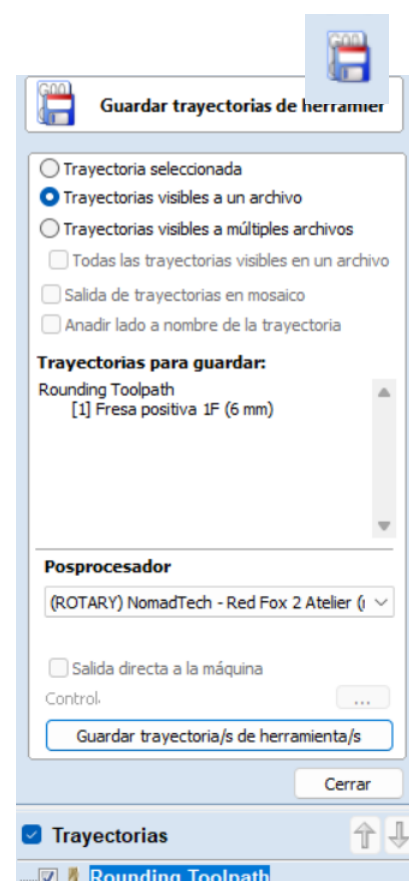 Guardar trayectorias de herramier
Trayectoria seleccionada
Trayectorias visibles a un archivo
Trayectorias visibles a múltiples archivos
Todas las trayectorias visibles en un archivo
Salida de trayectorias en mosaico
Anadir lado a nombre de la trayectoria
Trayectorias para guardar:
Rounding Toolpath
[1] Fresa positiva 1F (6 mm)
Posprocesador
(ROTARY) NomadTech - Red Fox 2 Atelier (
Salida directa a la máquina
Control.
...
Guardar trayectoria/s de herramienta/s
Cerrar
Trayectorias
Rounding Toolpath